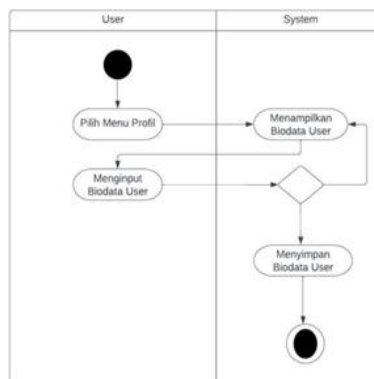 User
System
Pilih Menu Profil
Menampilkan
Biodata User
Menginput
Biodata User
Menyimpan
Biodata User